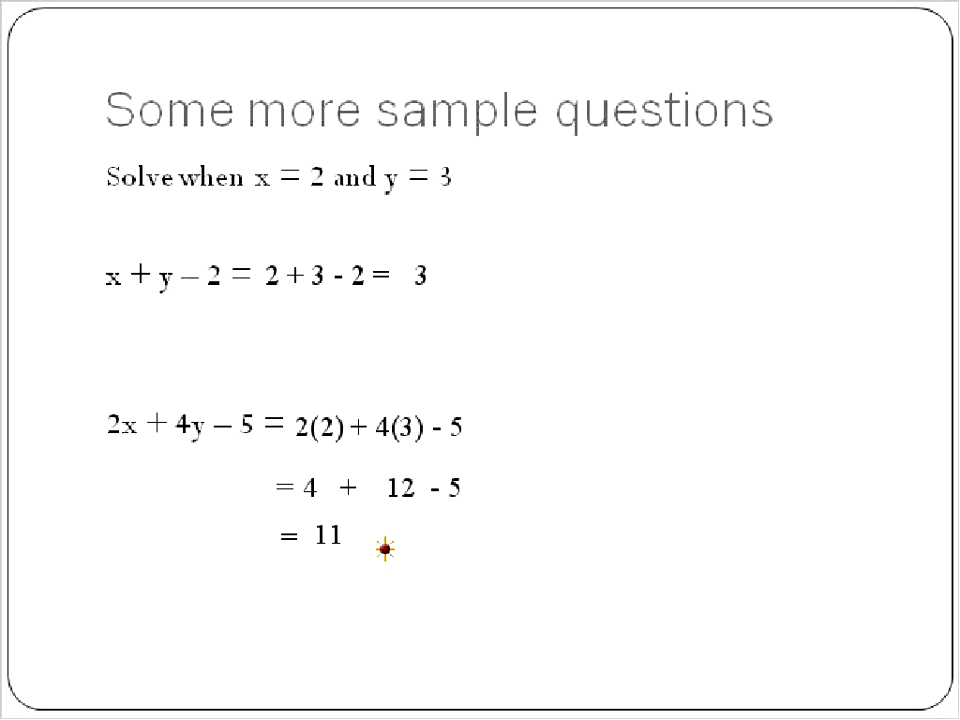 Some more sample questions
Solve when x = 2 and y = 3
x + y – 2 = 2 + 3 - 2 = 3
2x + 4y – 5 = 2(2) + 4(3) - 5
= 4 + 12 - 5
= 11